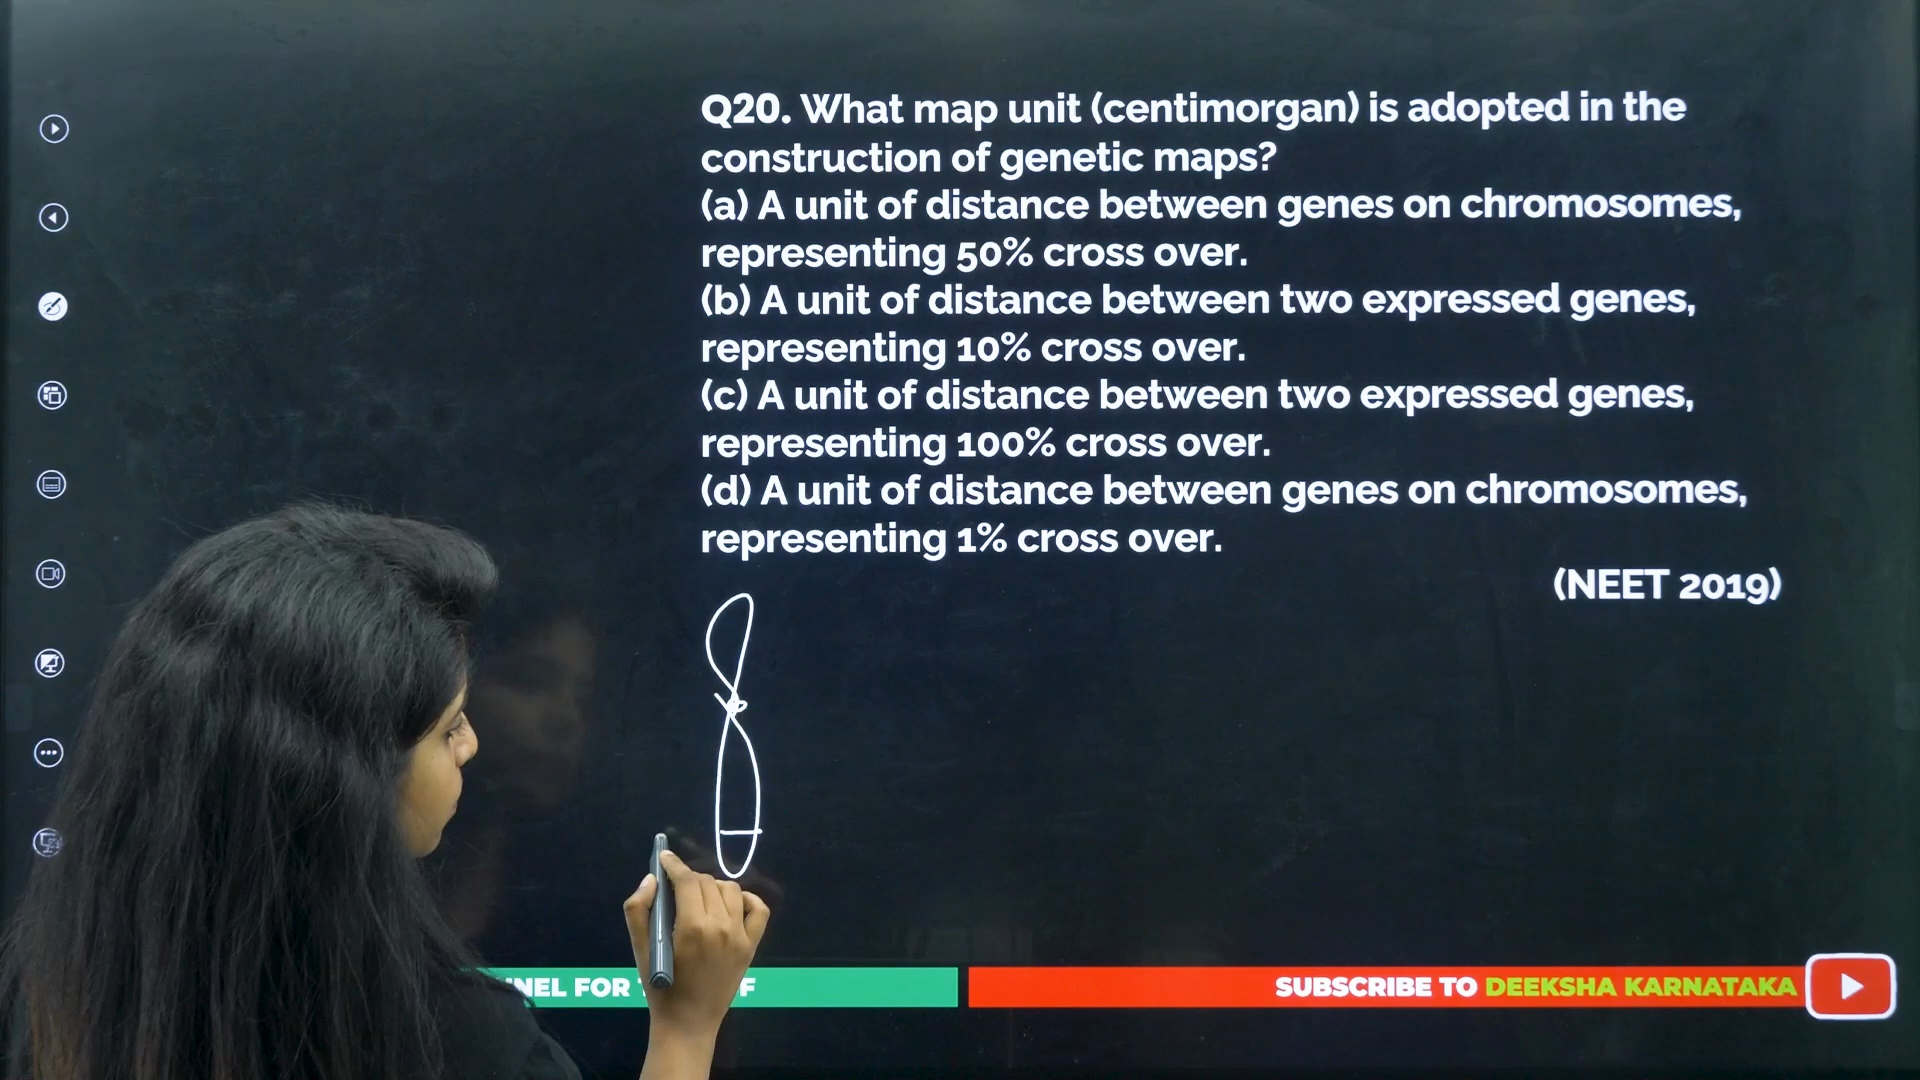 Q20. What map unit (centimorgan) is adopted in the
construction of genetic maps?
(a) A unit of distance between genes on chromosomes,
representing 50% cross over.
(b) A unit of distance between two expressed genes,
representing 10% cross over.
(c) A unit of distance between two expressed genes,
representing 100% cross over.
(d) A unit of distance between genes on chromosomes,
representing 1% cross over.
(NEET 2019)
FOR
SUBSCRIBE TO DEEKSHA KARNATAKA